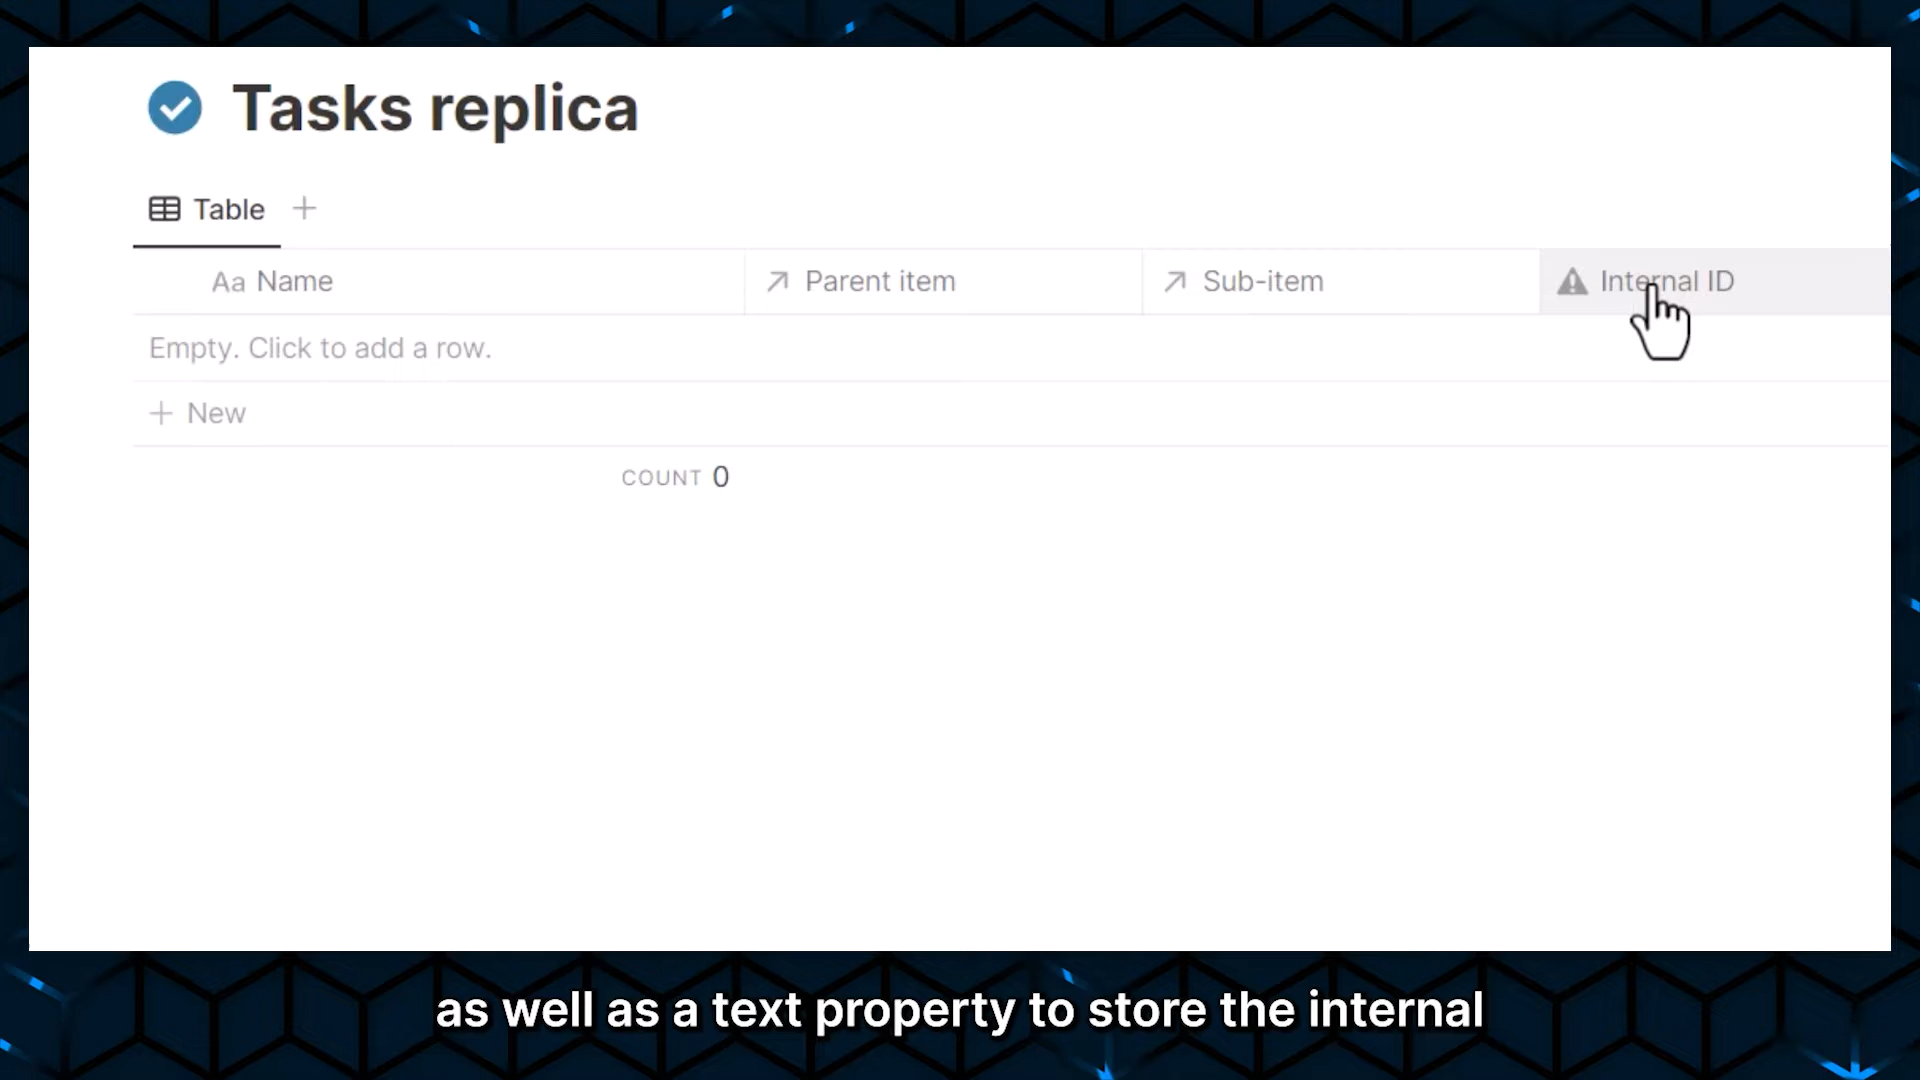 Tasks replica
Table
Aa Name
Parent item
Sub-item
Internal ID
Empty. Click to add a row.
+ New
COUNT 0
as well as a text property to store the internal